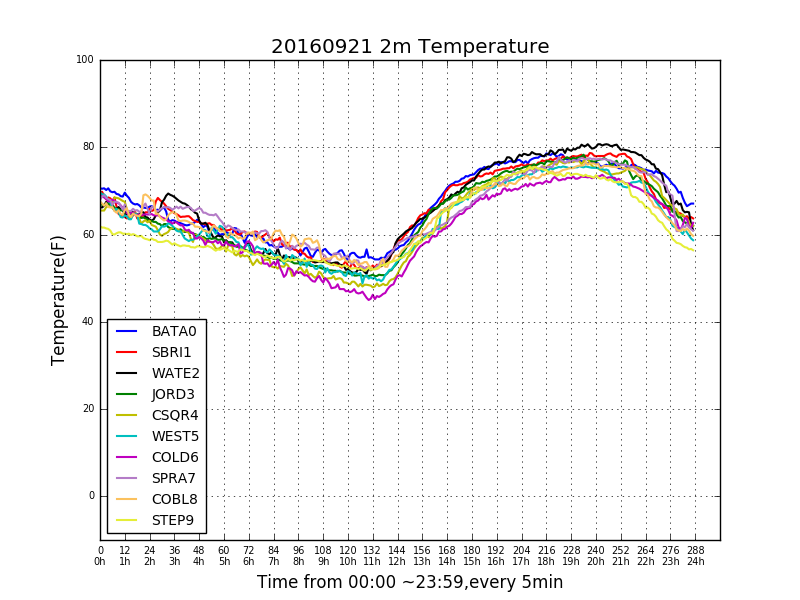 20160921 2m Temperature
Temperature(F)
100
80
60
40
20
0
BATA0
SBRI1
WATE2
JORD3
CSQR4
WEST5
COLD6
SPRA7
COBL8
STEP9
0 12 24 36 48 60 72 84 96 108 120 132 144 156 168 180 192 204 216 228 240 252 264 276 288
0h 1h 2h 3h 4h 5h 6h 7h 8h 9h 10h 11h 12h 13h 14h 15h 16h 17h 18h 19h 20h 21h 22h 23h 24h
Time from 00:00 ~23:59,every 5min